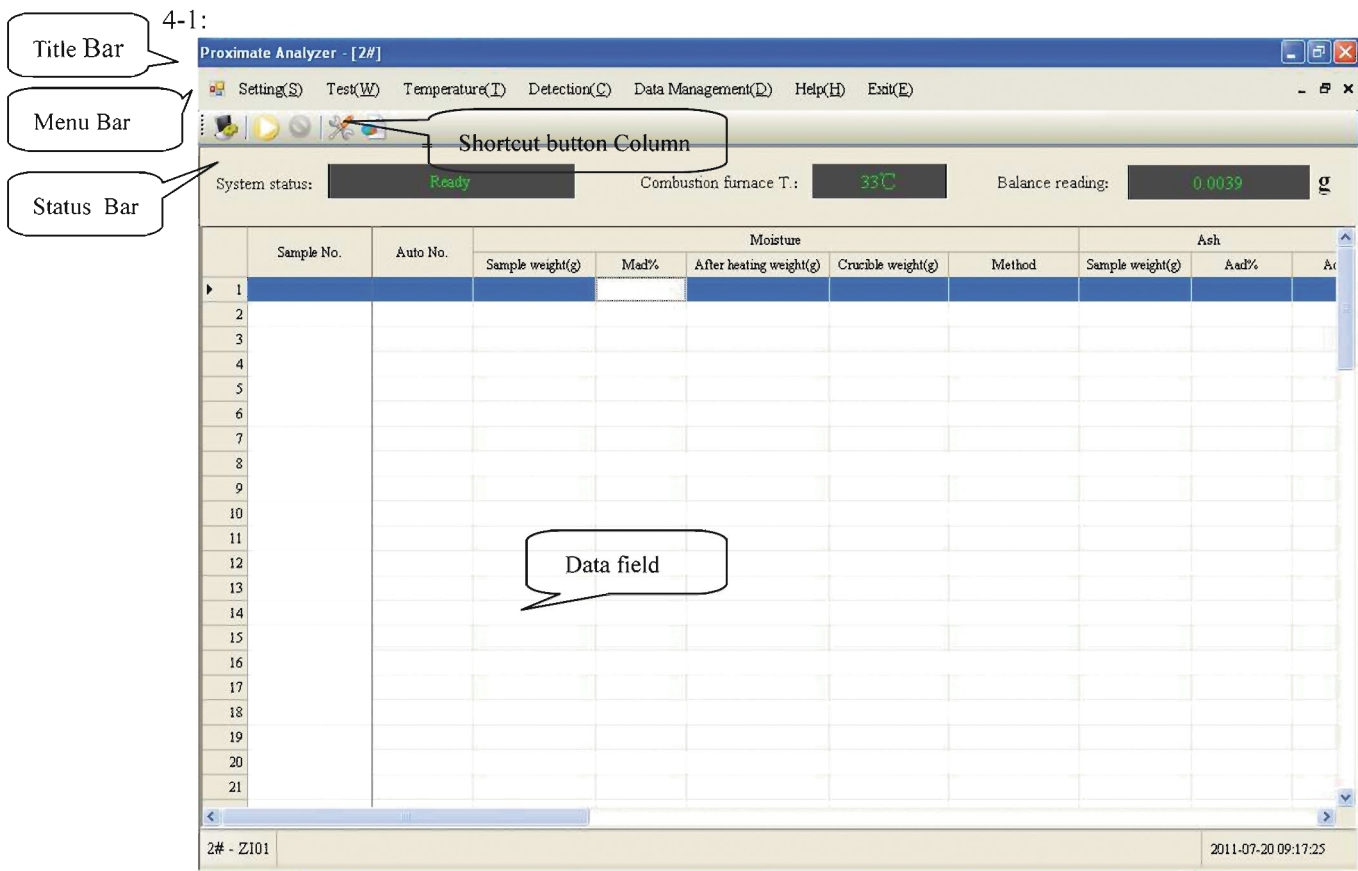 4-1:
Title Bar
Proximate Analyzer - [2#]
Setting(S) Test(W) Temperature(T) Detection(C) Data Management(D) Help(H) Exit(E)
Menu Bar
Shortcut button Column
System status: Ready Combustion furnace T.: 33℃ Balance reading: 0.0039 g
Status Bar
Moisture Ash
Sample No. Auto No.
Sample weight(g) Mad% After heating weight(g) Crucible weight(g) Method Sample weight(g) Aad%
1
2
3
4
5
6
7
8
9
10
11
12
Data field
13
14
15
16
17
18
19
20
21
2# - ZI01 2011-07-20 09:17:25